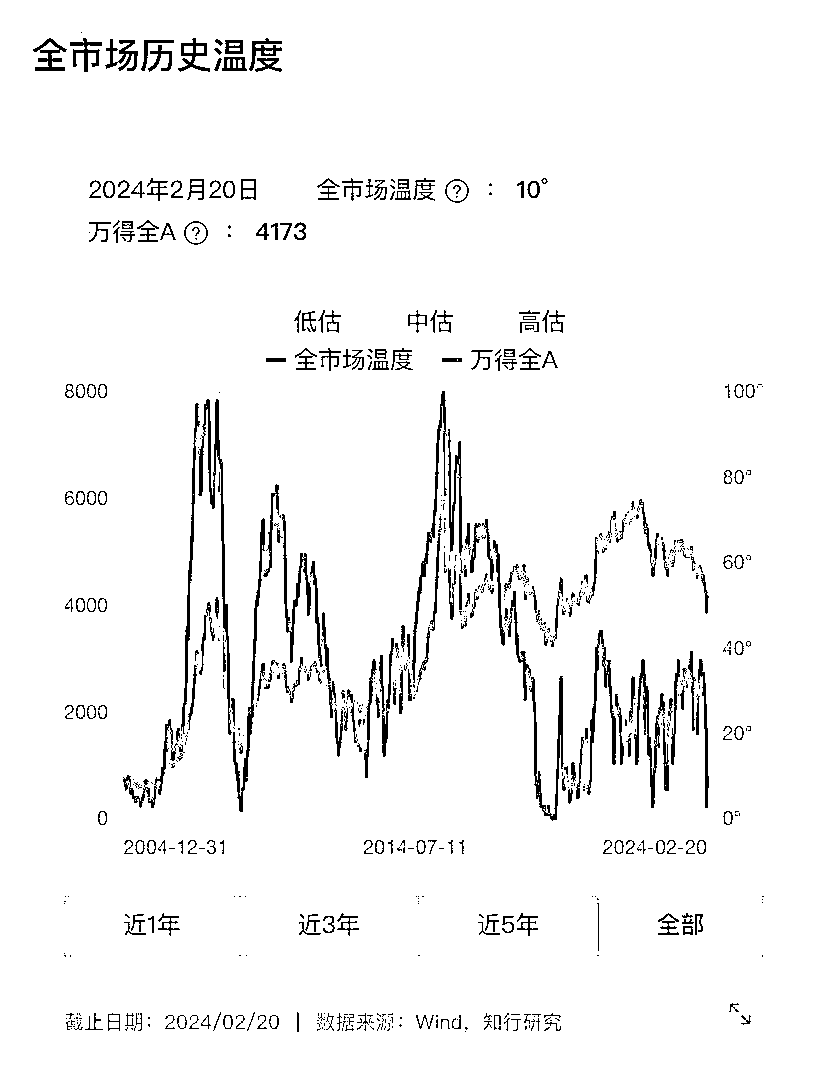 全市场历史温度
2024年2月20日 全市场温度 ? ： 10°
万得全A ? ： 4173
低估 中估 高估
全市场温度 万得全A
8000 100°
80°
6000
60°
4000
40°
2000
20°
0 0°
2004-12-31 2014-07-11 2024-02-20
近1年 近3年 近5年 全部
截止日期：2024/02/20 | 数据来源：Wind，知行研究